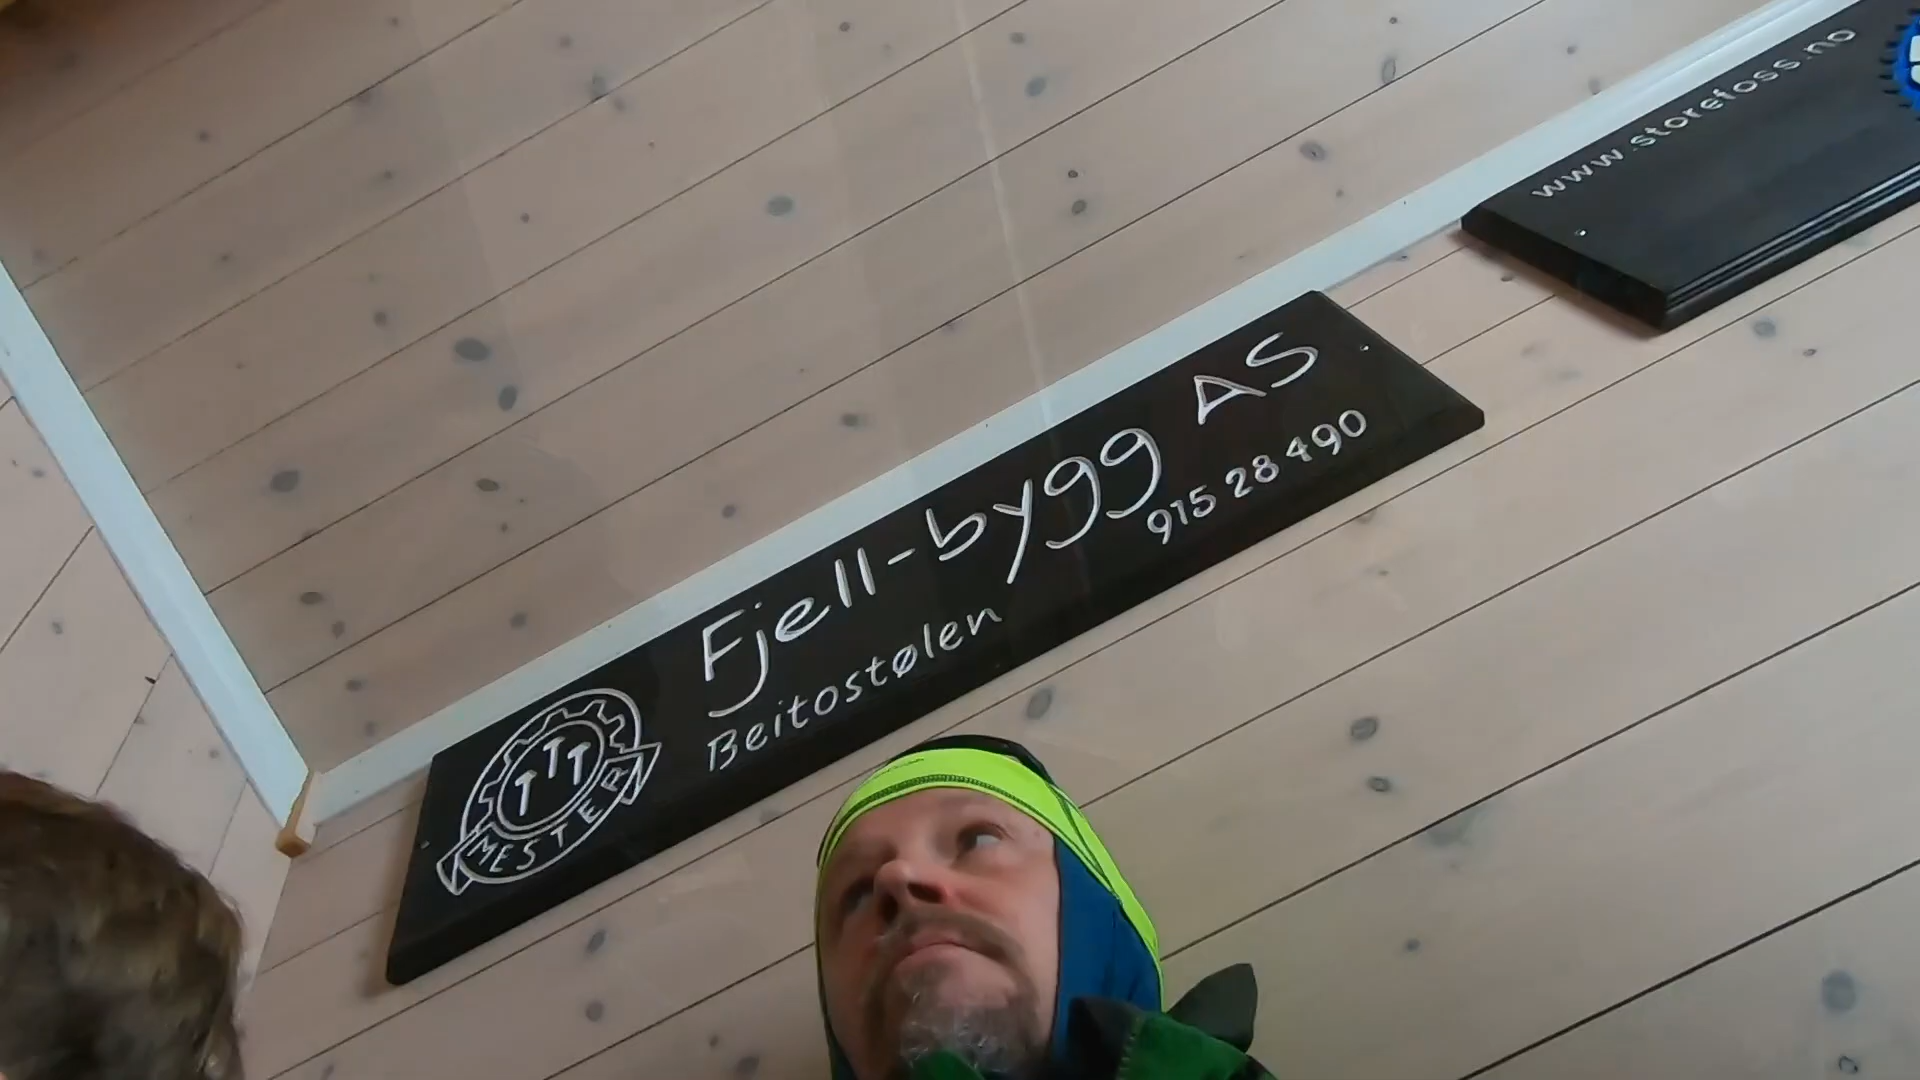 Fjell-bygg AS
Beitostølen
915 28 490
MESTER
www.storefoss.no